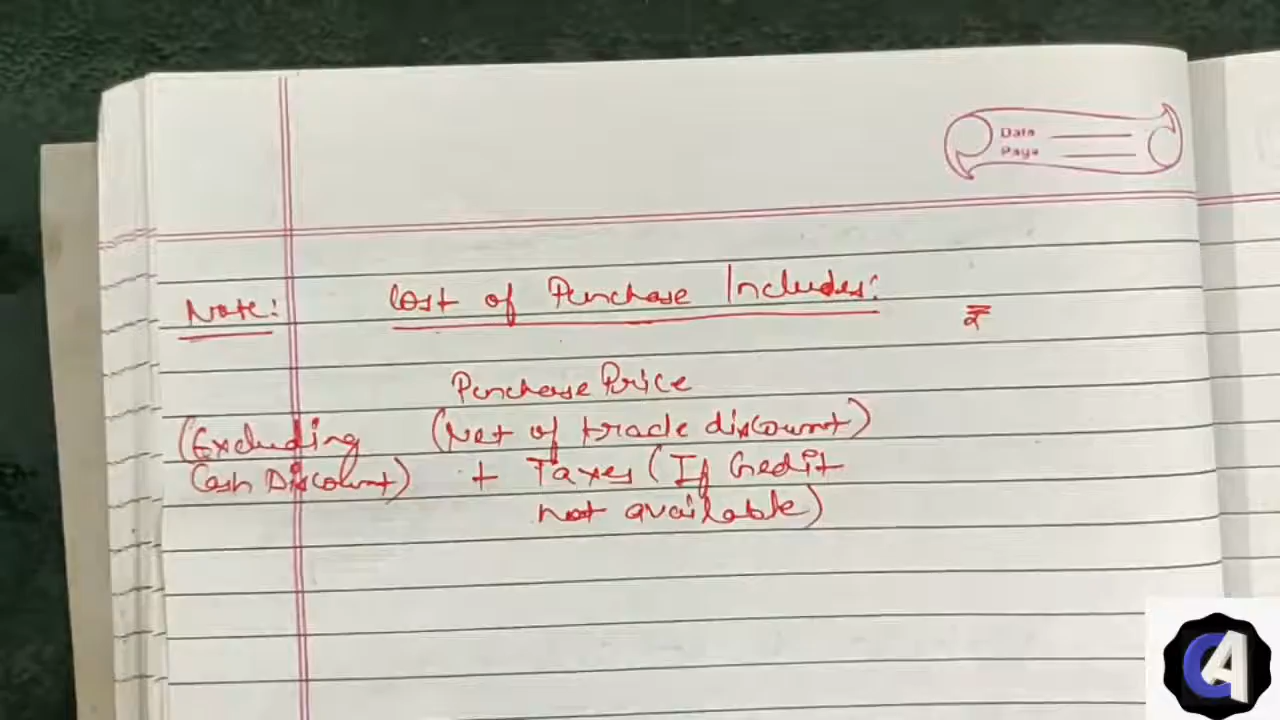 Date
Page
Note: Cost of Purchase Includes:
₹
Purchase Price
(Excluding (Net of trade discount)
Cash Discount) + Taxes (If Credit
not available)
CA